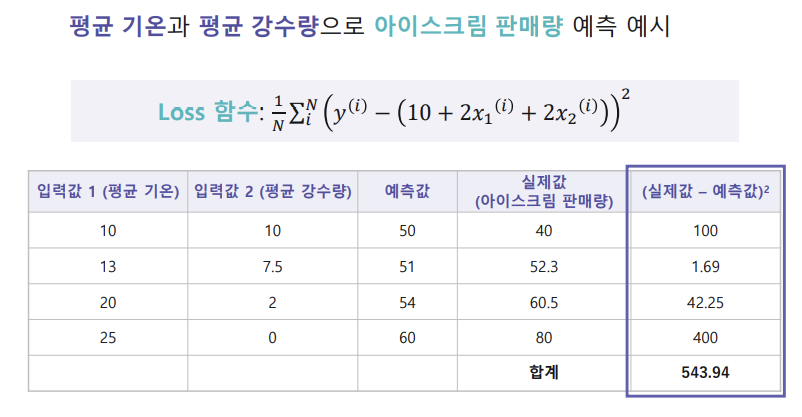 평균 기온과 평균 강수량으로 아이스크림 판매량 예측 예시
Loss 함수: $\frac{1}{N}\sum_{i}^{N}\left(y^{(i)} - \left(10 + 2x_1^{(i)} + 2x_2^{(i)}\right)\right)^2$
입력값 1 (평균 기온) 입력값 2 (평균 강수량) 예측값 실제값 (아이스크림 판매량) (실제값 – 예측값)²
10 10 50 40 100
13 7.5 51 52.3 1.69
20 2 54 60.5 42.25
25 0 60 80 400
합계 543.94